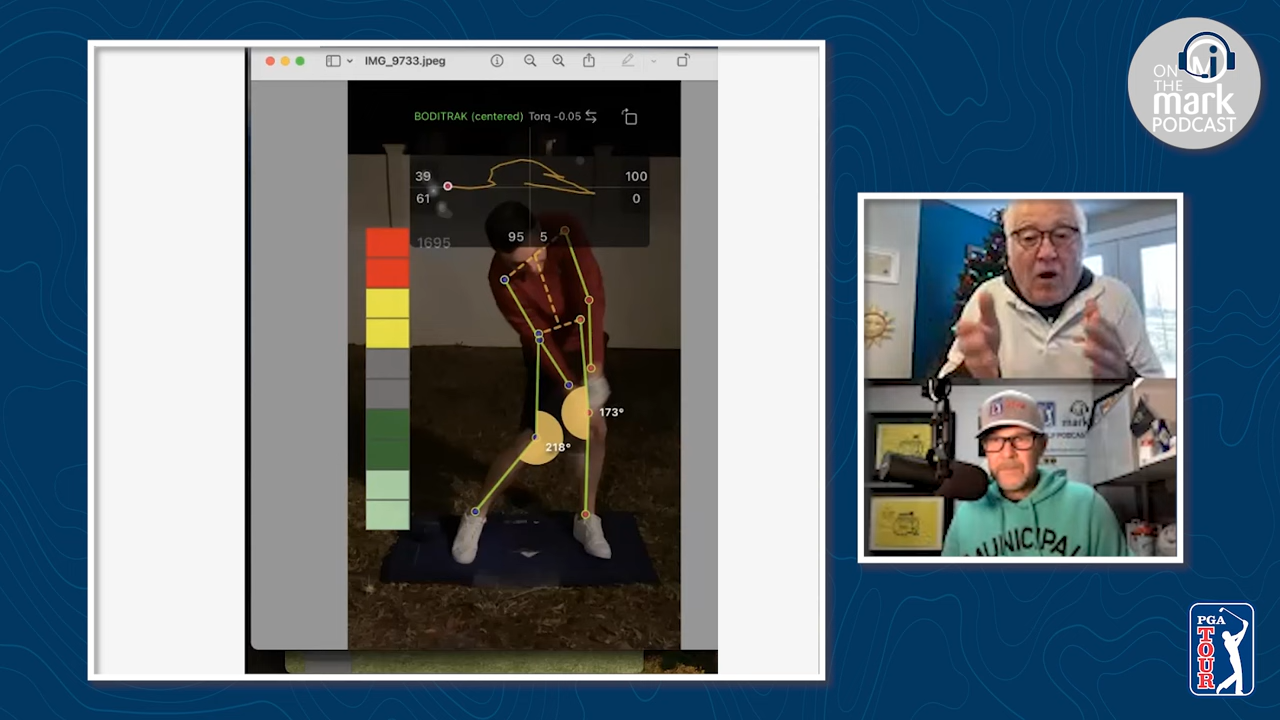 IMG_9733.jpeg
BODITRAK (centered) Torq -0.05
39 100
61 0
95 5
1695
173°
218°
ON
THE
mark
PODCAST
mark
MUNICIPAL
PGA
TOUR